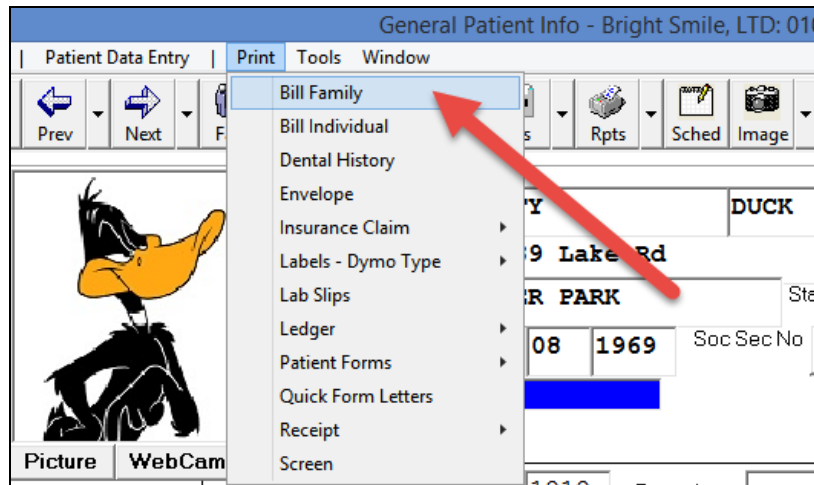 General Patient Info - Bright Smile, LTD: 01
| Patient Data Entry | Print Tools Window
Prev Next Rpts Sched Image
Bill Family
Bill Individual
Dental History
Envelope
Insurance Claim
Labels - Dymo Type
Lab Slips
Ledger
Patient Forms
Quick Form Letters
Receipt
Screen
DUCK
Lake Rd
PARK
08 1969 Soc Sec No
Picture WebCam